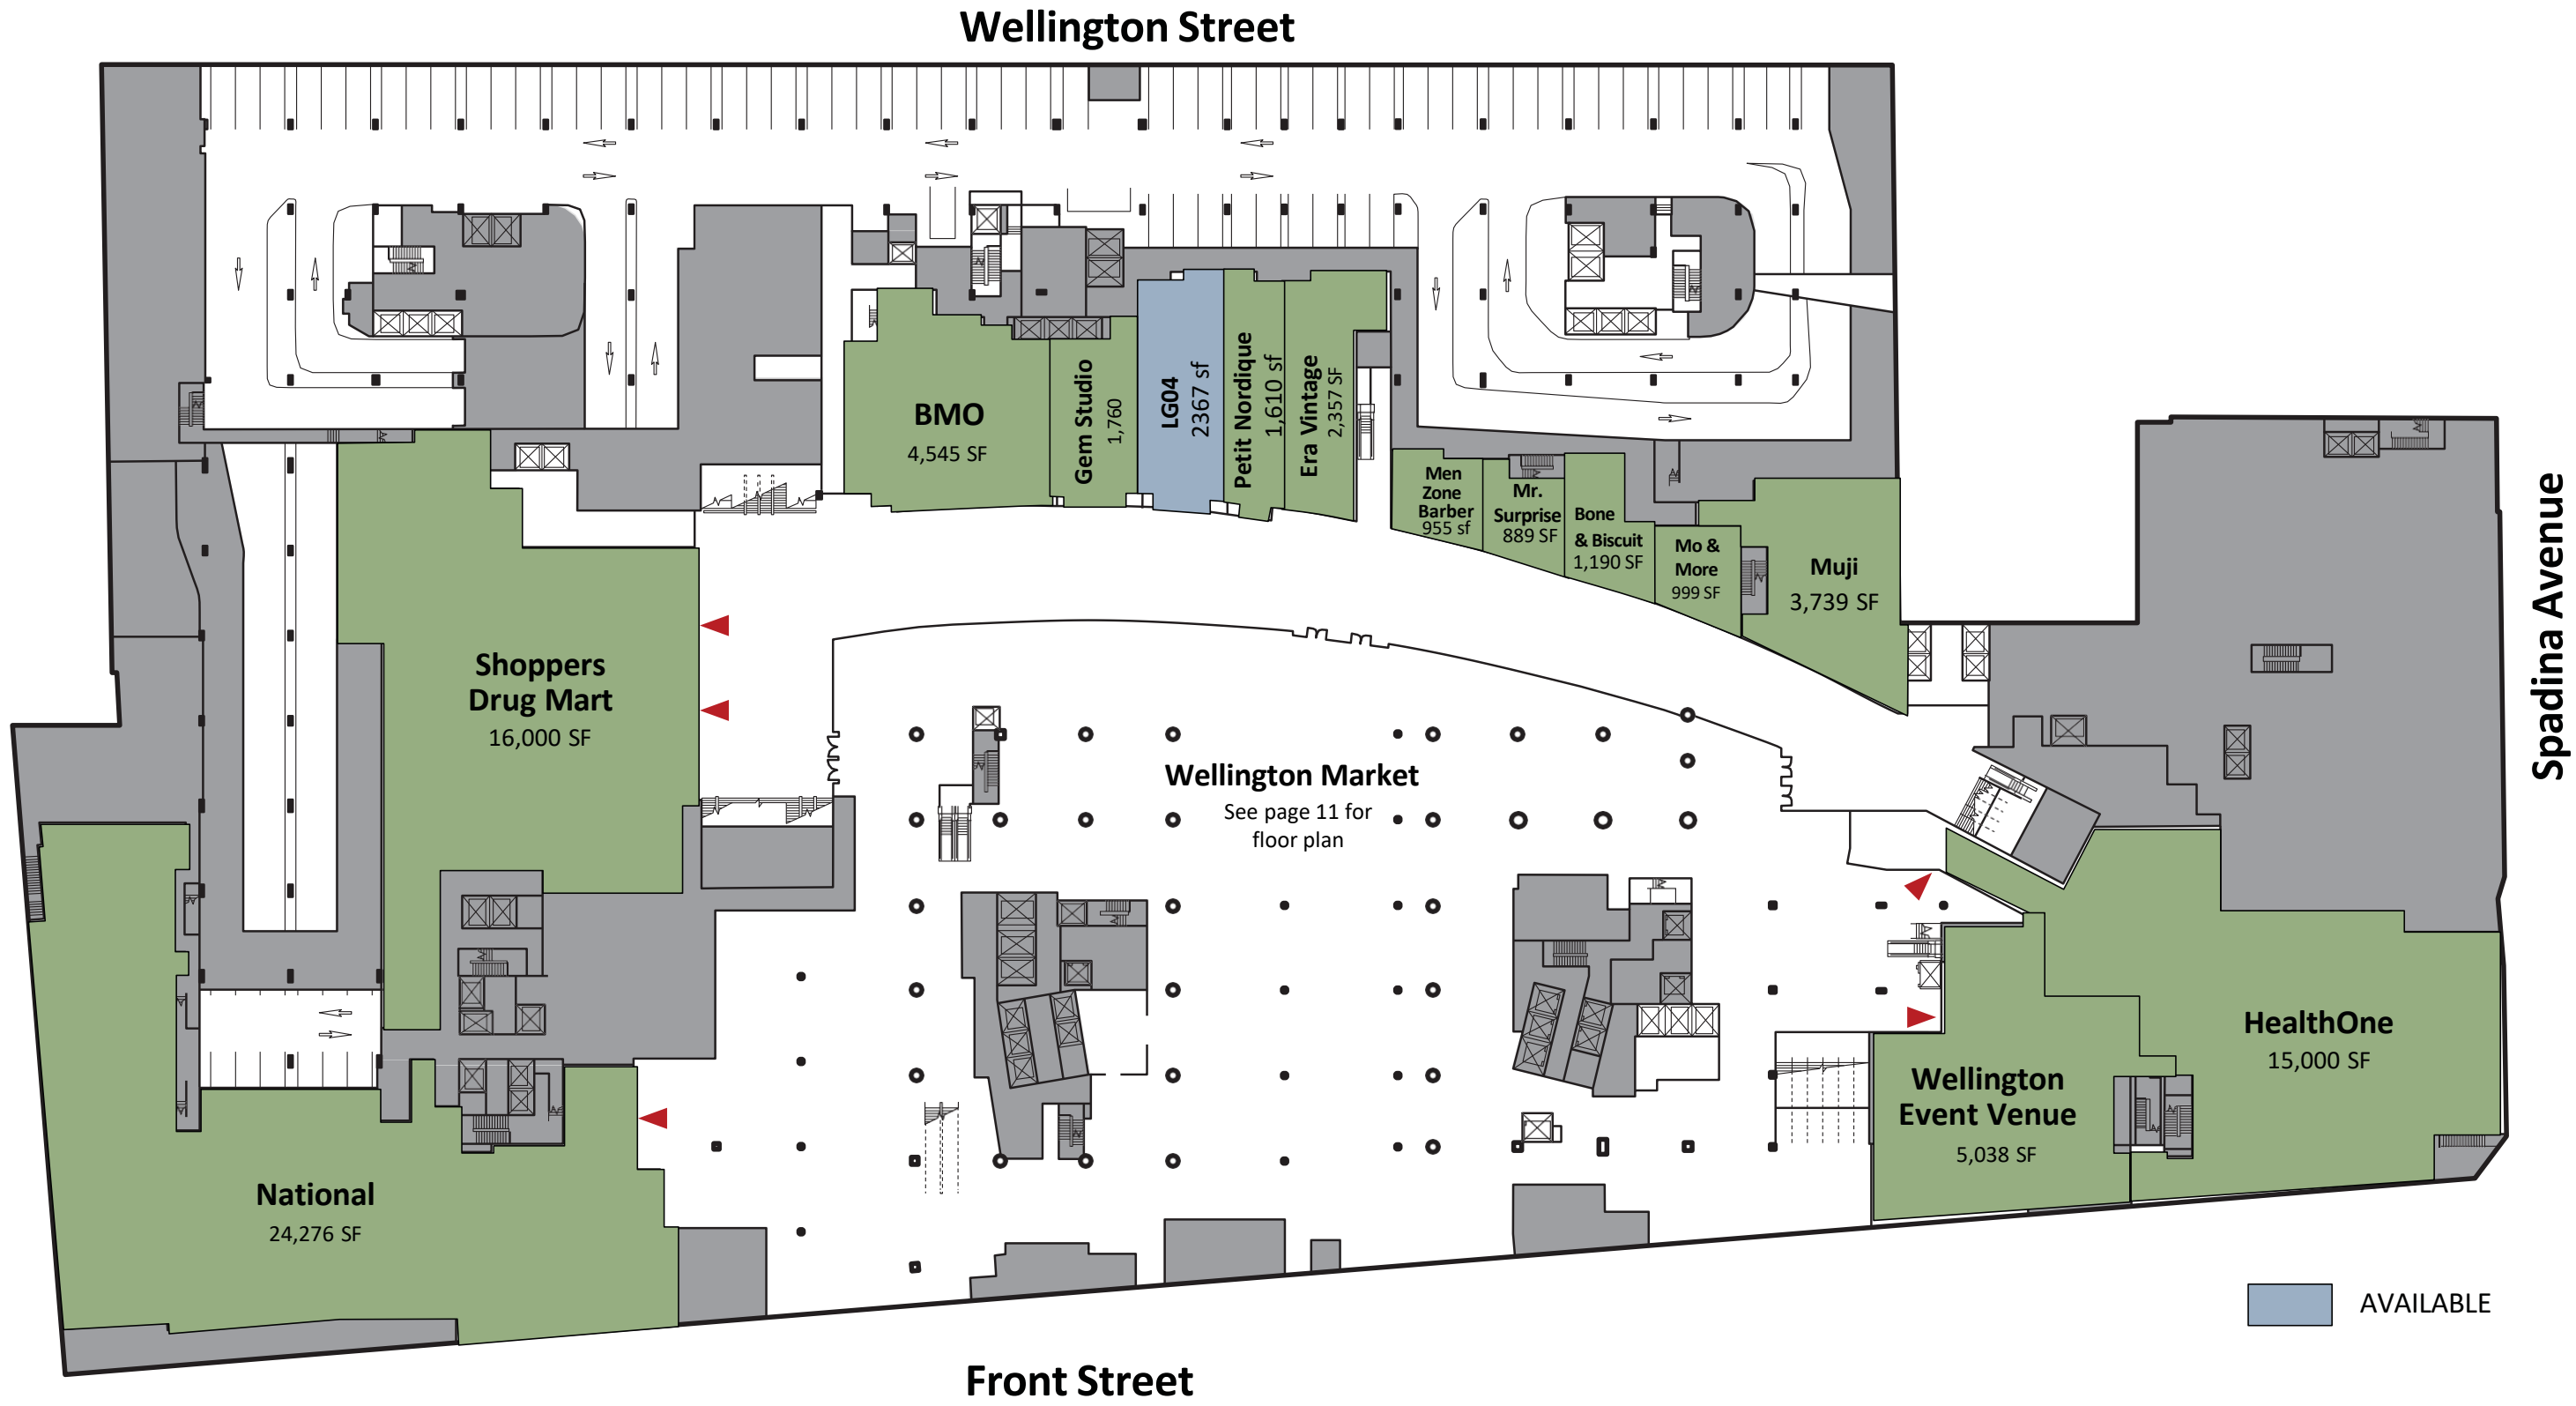 Wellington Street
BMO
4,545 SF
Gem Studio
1,760
LG04
2367 sf
Petit Nordique
1,610 sf
Era Vintage
2,357 SF
Men
Zone
Barber
955 sf
Mr.
Surprise
889 SF
Bone
& Biscuit
1,190 SF
Mo &
More
999 SF
Muji
3,739 SF
Spadina Avenue
Shoppers
Drug Mart
16,000 SF
Wellington Market
See page 11 for
floor plan
HealthOne
15,000 SF
Wellington
Event Venue
5,038 SF
National
24,276 SF
AVAILABLE
Front Street